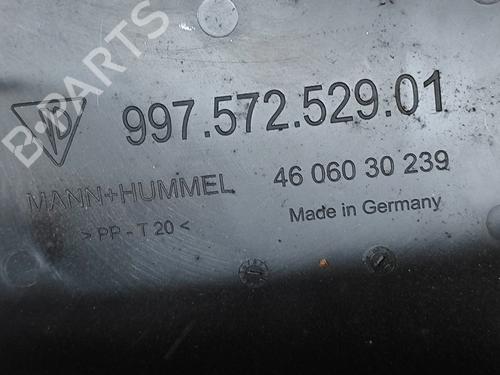 B-PARTS
997.572.529.01
MANN+HUMMEL 46 060 30 239
> PP - T 20 < Made in Germany